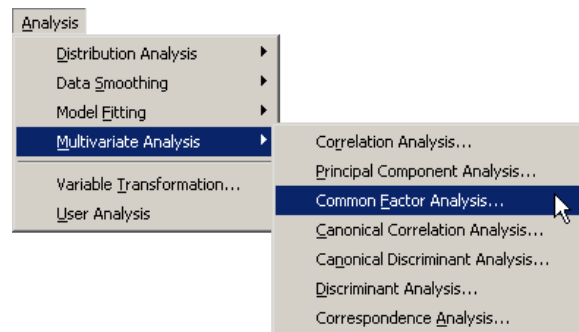 Analysis
Distribution Analysis
Data Smoothing
Model Fitting
Multivariate Analysis
Variable Transformation...
User Analysis
Correlation Analysis...
Principal Component Analysis...
Common Factor Analysis...
Canonical Correlation Analysis...
Canonical Discriminant Analysis...
Discriminant Analysis...
Correspondence Analysis...